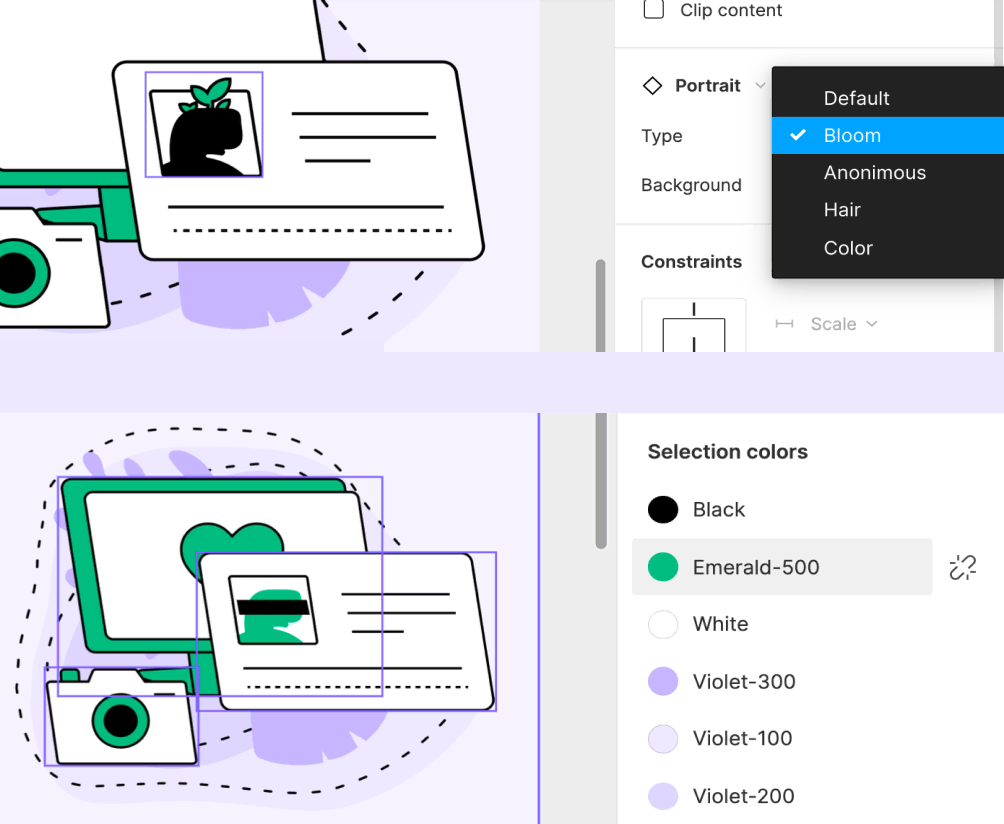 Clip content
Portrait
Default
Type
Bloom
Anonimous
Background
Hair
Color
Constraints
Scale
Selection colors
Black
Emerald-500
White
Violet-300
Violet-100
Violet-200